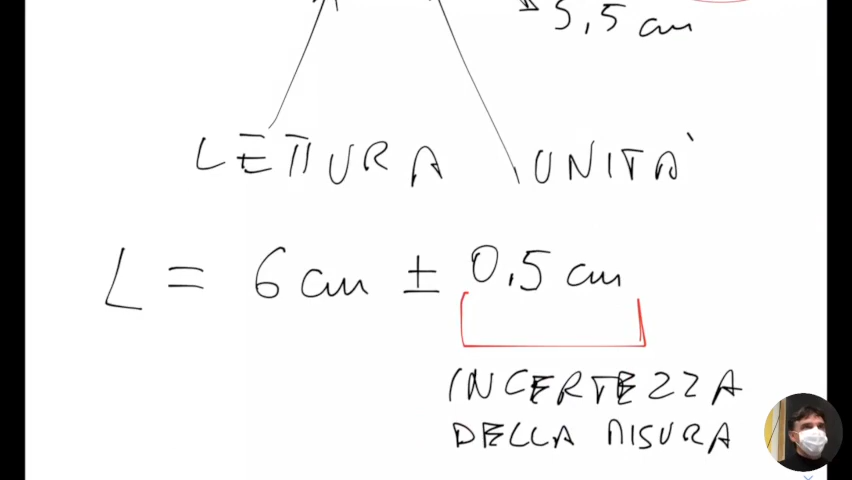 5,5 cm
LETTURA UNITÀ
L = 6 cm ± 0,5 cm
INCERTEZZA
DELLA MISURA